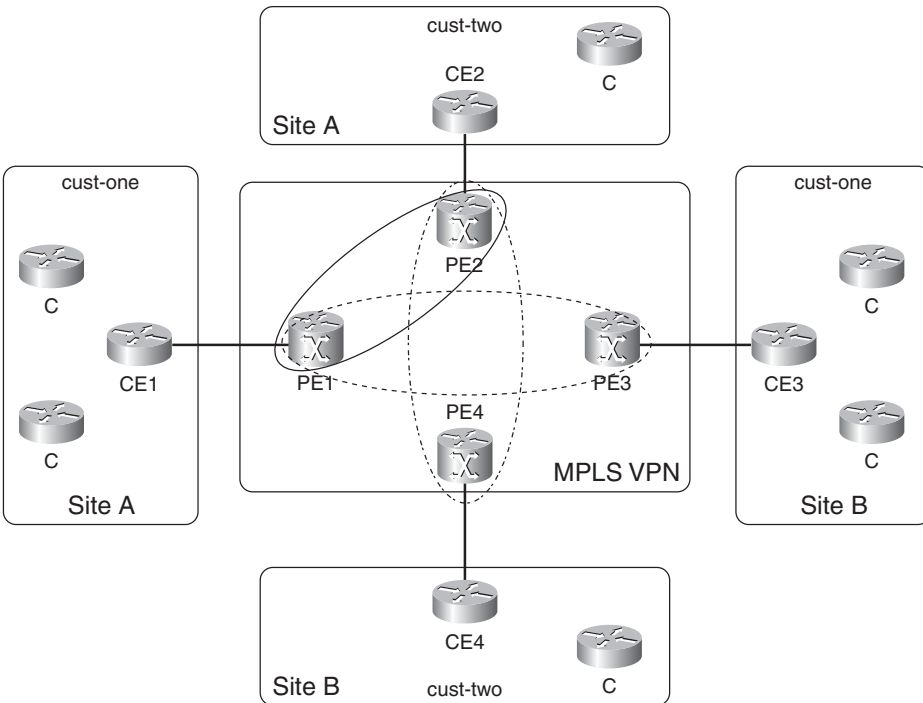 cust-two
C
CE2
Site A
cust-one
cust-one
PE2
C
C
PE1
PE3
CE1
CE3
PE4
C
C
MPLS VPN
Site A
Site B
CE4
Site B
cust-two
C